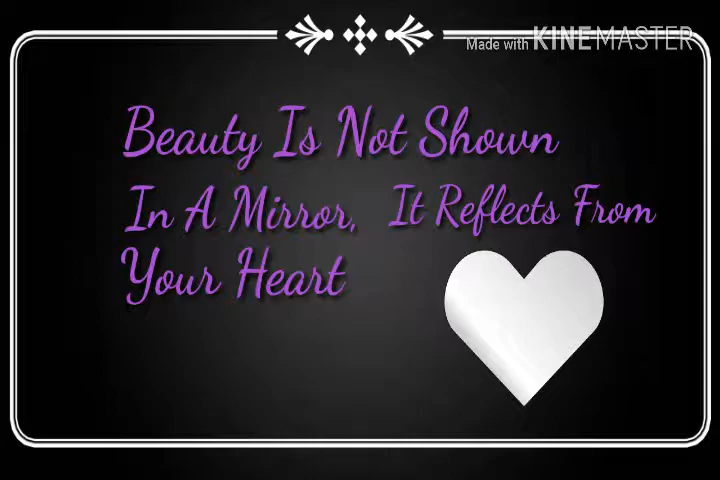 Made with KINEMASTER
Beauty Is Not Shown
In A Mirror, It Reflects From
Your Heart